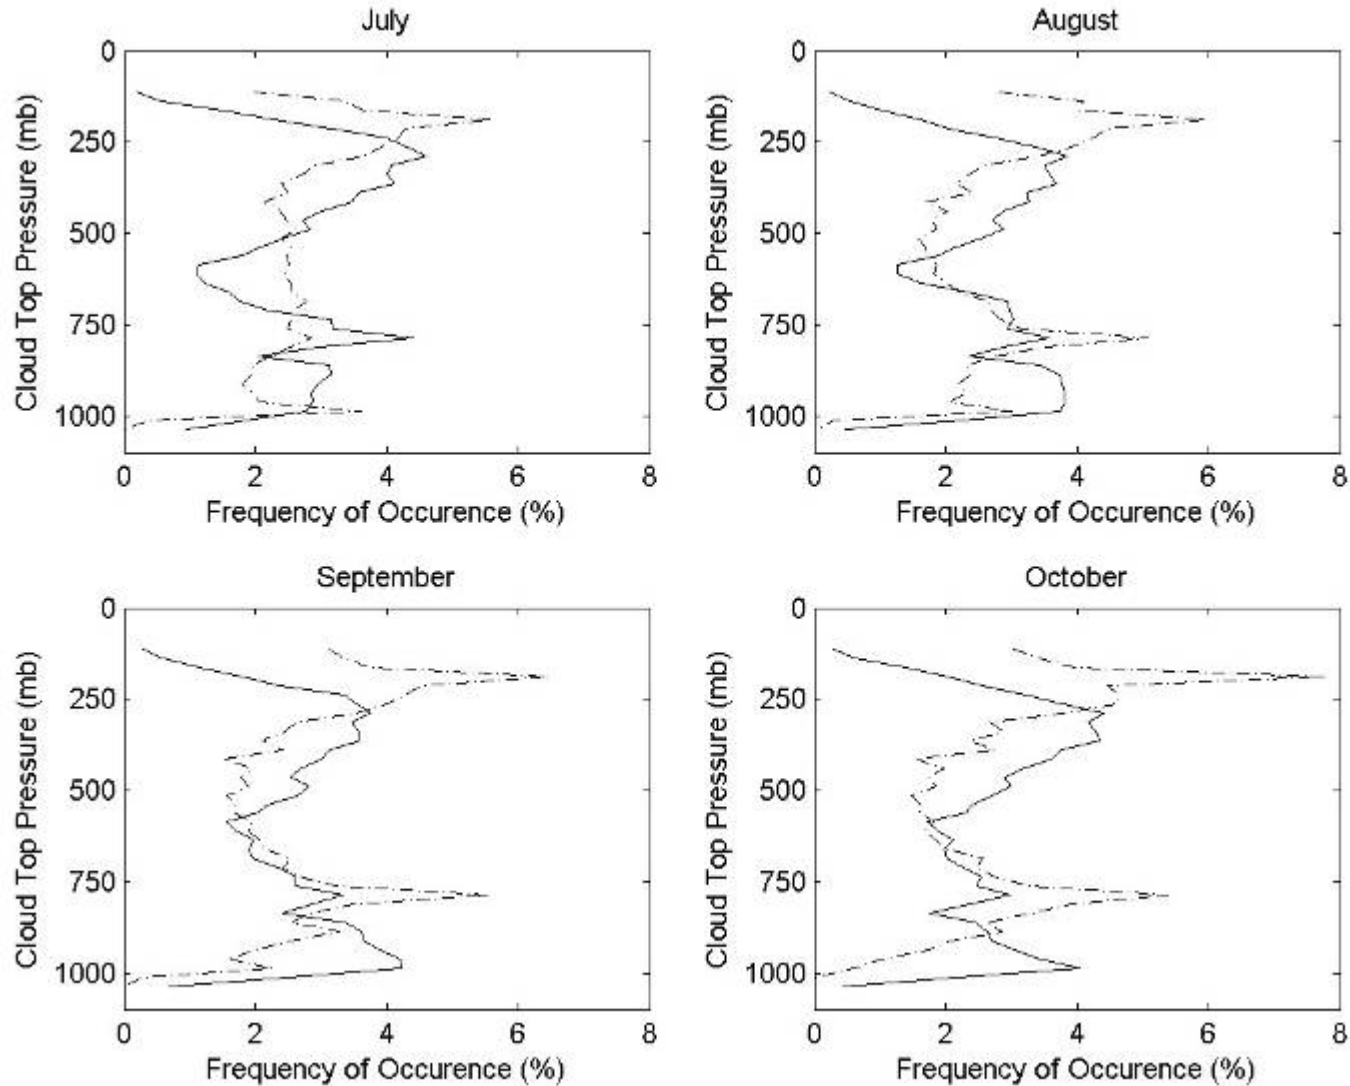 July
0
250
500
750
1000
Cloud Top Pressure (mb)
0 2 4 6 8
Frequency of Occurence (%)
August
0
250
500
750
1000
Cloud Top Pressure (mb)
0 2 4 6 8
Frequency of Occurence (%)
September
0
250
500
750
1000
Cloud Top Pressure (mb)
0 2 4 6 8
Frequency of Occurence (%)
October
0
250
500
750
1000
Cloud Top Pressure (mb)
0 2 4 6 8
Frequency of Occurence (%)